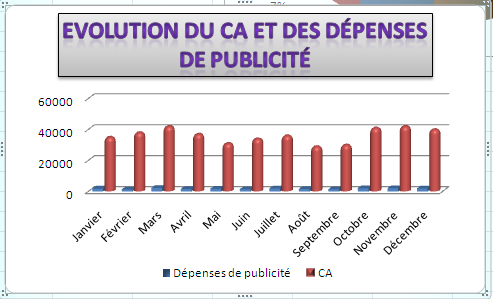 7%
EVOLUTION DU CA ET DES DÉPENSES
DE PUBLICITÉ
60000
40000
20000
0
Janvier
Février
Mars
Avril
Mai
Juin
Juillet
Août
Septembre
Octobre
Novembre
Décembre
Dépenses de publicité
CA